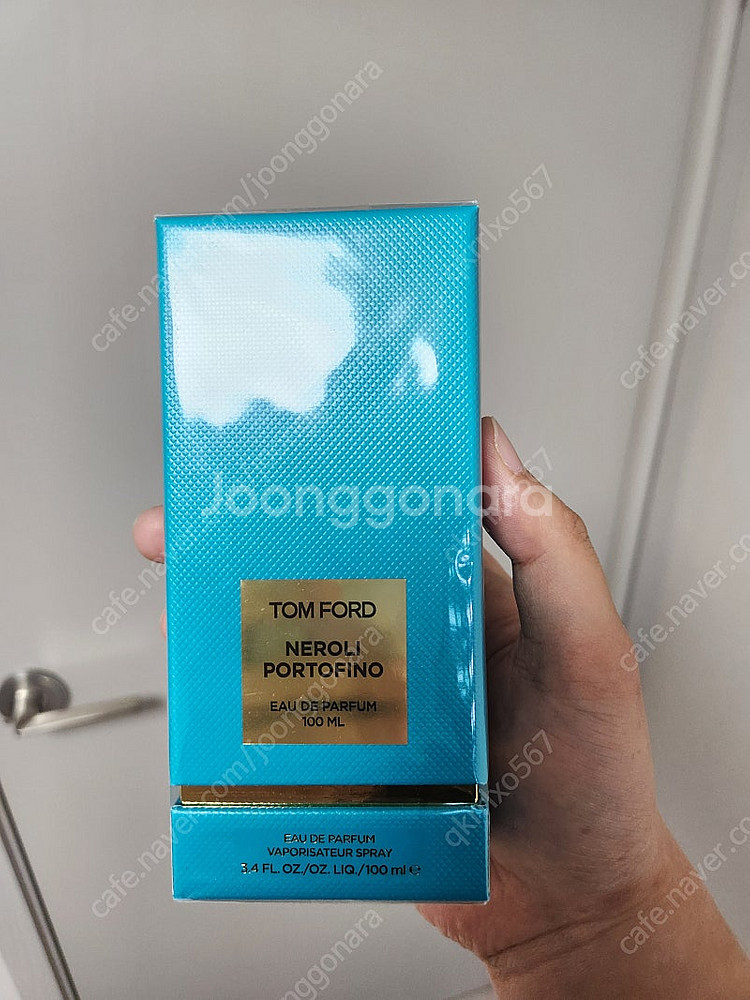 Joonggonara
TOM FORD
NEROLI
PORTOFINO
EAU DE PARFUM
100 ML
EAU DE PARFUM
VAPORISATEUR SPRAY
3.4 FL. OZ./OZ. LIQ./100 ml ℮
cafe.naver.com/joonggonara
qkrrlxo567